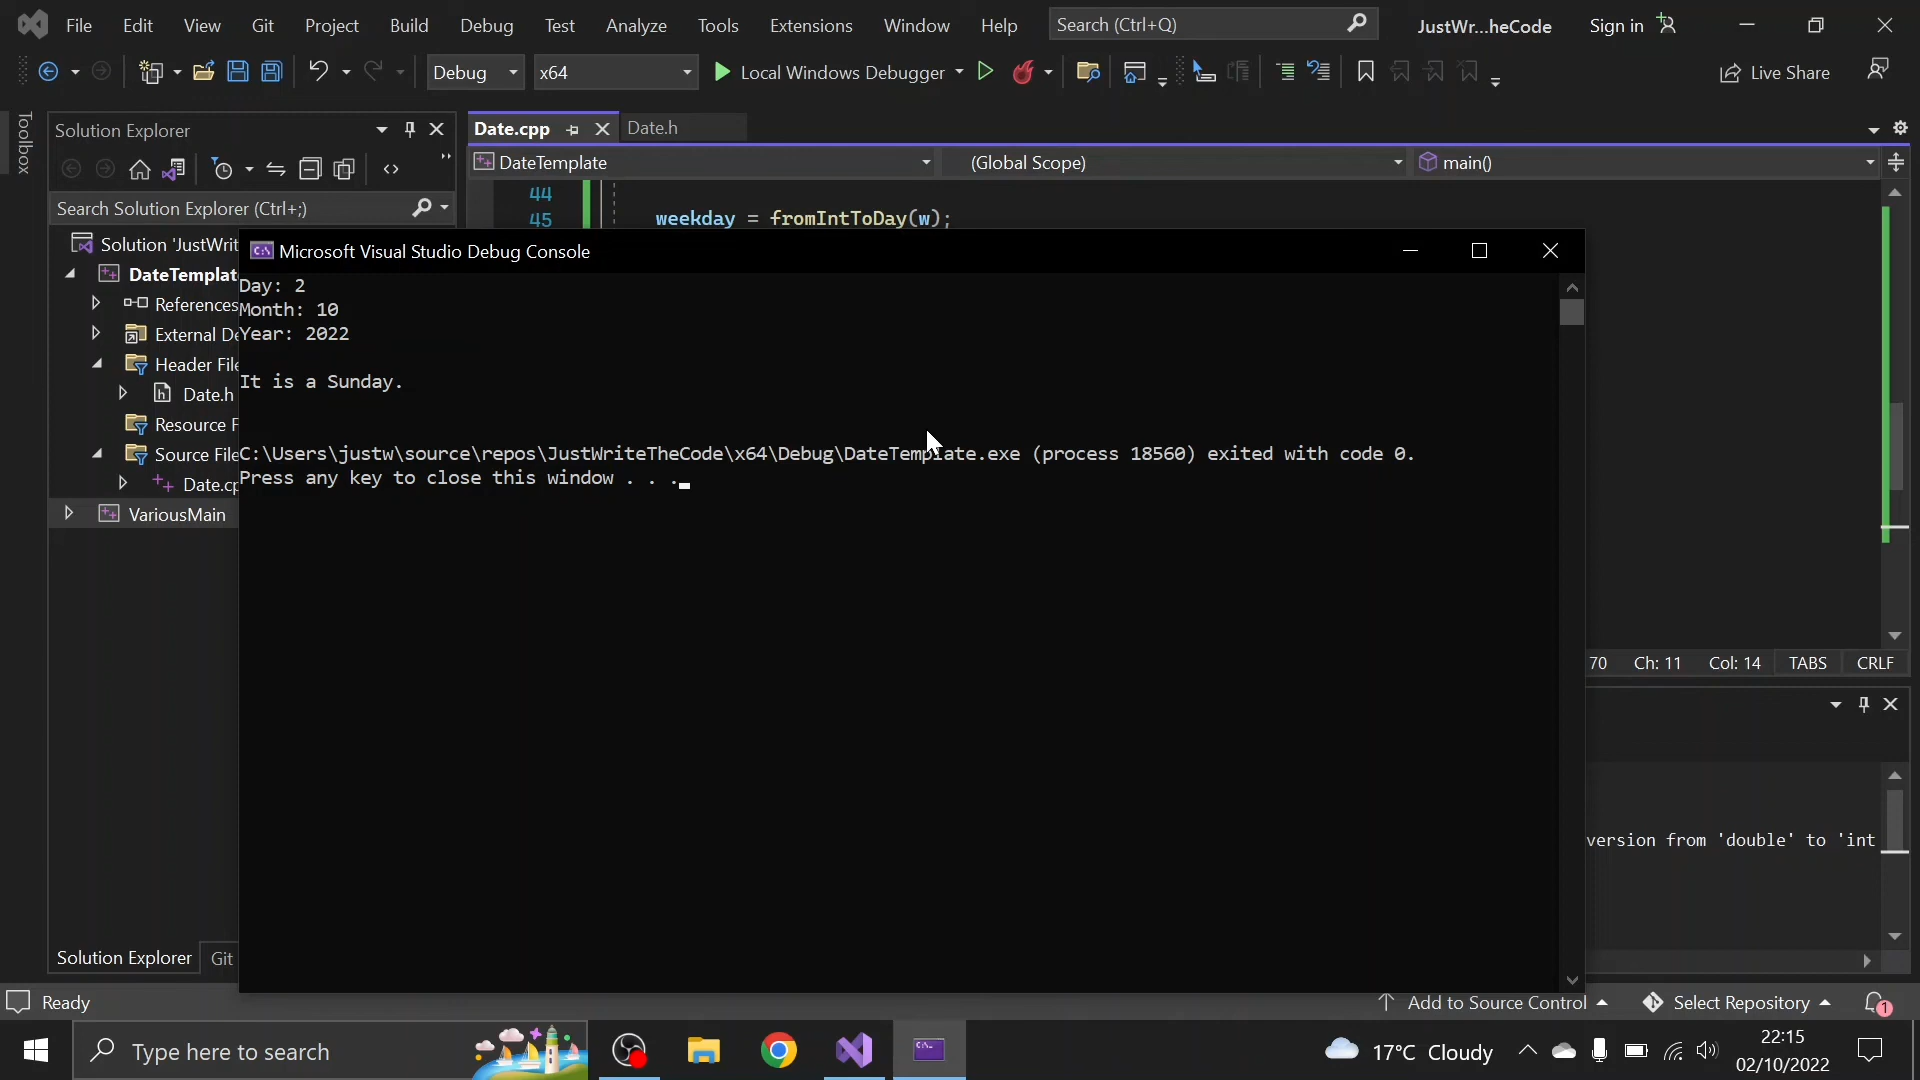 File Edit View Git Project Build Debug Test Analyze Tools Extensions Window Help Search (Ctrl+Q) JustWr...heCode Sign in
Debug x64 Local Windows Debugger Live Share
Toolbox
Solution Explorer
Date.cpp Date.h
DateTemplate (Global Scope) main()
Search Solution Explorer (Ctrl+;)
44
45 weekday = fromIntToDay(w);
Solution 'JustWrit
DateTemplat
References
External De
Header File
Date.h
Resource F
Source File
Date.cp
VariousMain
Microsoft Visual Studio Debug Console
Day: 2
Month: 10
Year: 2022
It is a Sunday.
C:\Users\justw\source\repos\JustWriteTheCode\x64\Debug\DateTemplate.exe (process 18560) exited with code 0.
Press any key to close this window . . .
70 Ch: 11 Col: 14 TABS CRLF
version from 'double' to 'int
Solution Explorer Git
Ready Add to Source Control Select Repository 1
Type here to search 17°C Cloudy 22:15
02/10/2022